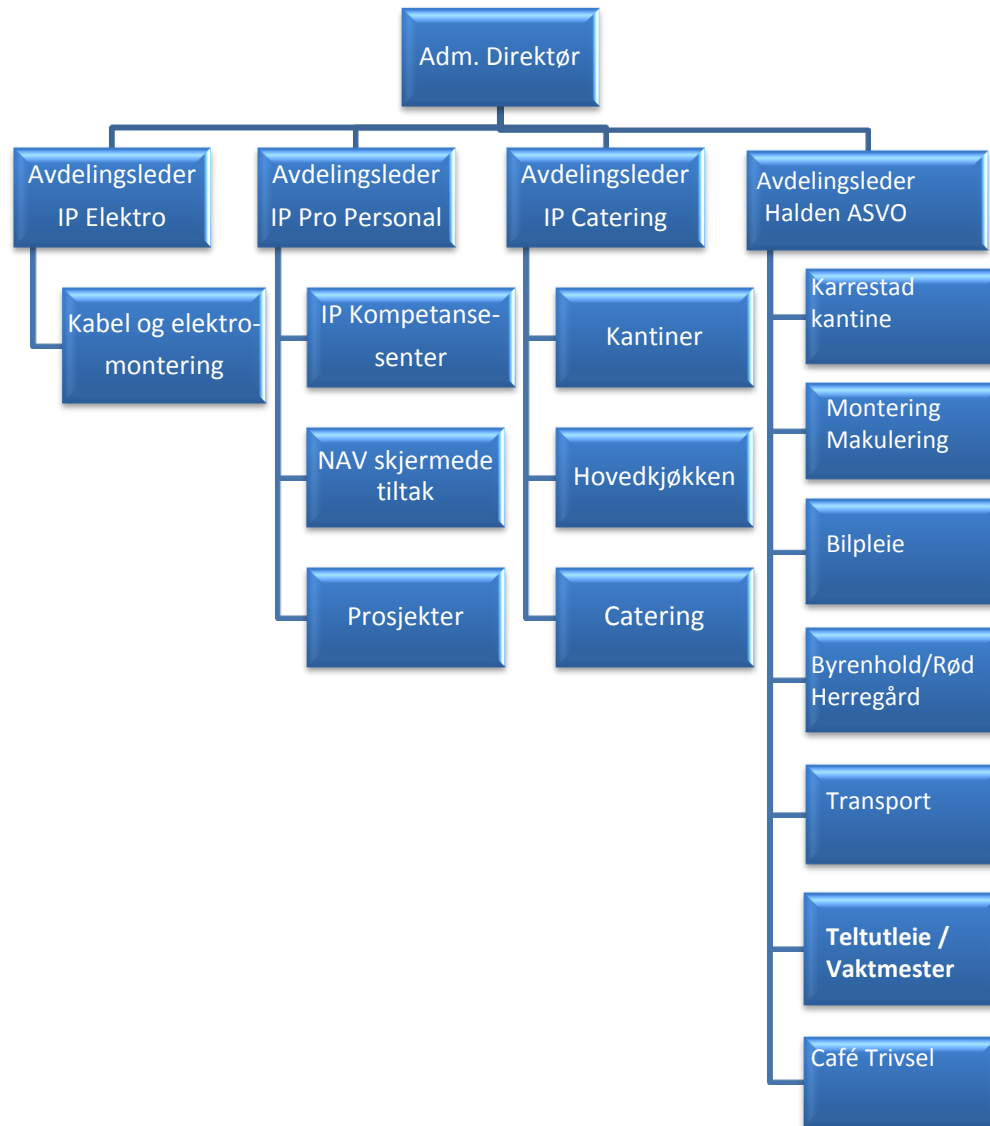 Adm. Direktør
Avdelingsleder
IP Elektro
Kabel og elektro-
montering
Avdelingsleder
IP Pro Personal
IP Kompetanse-
senter
NAV skjermede
tiltak
Prosjekter
Avdelingsleder
IP Catering
Kantiner
Hovedkjøkken
Catering
Avdelingsleder
Halden ASVO
Karrestad
kantine
Montering
Makulering
Bilpleie
Byrenhold/Rød
Herregård
Transport
Teltutleie /
Vaktmester
Café Trivsel